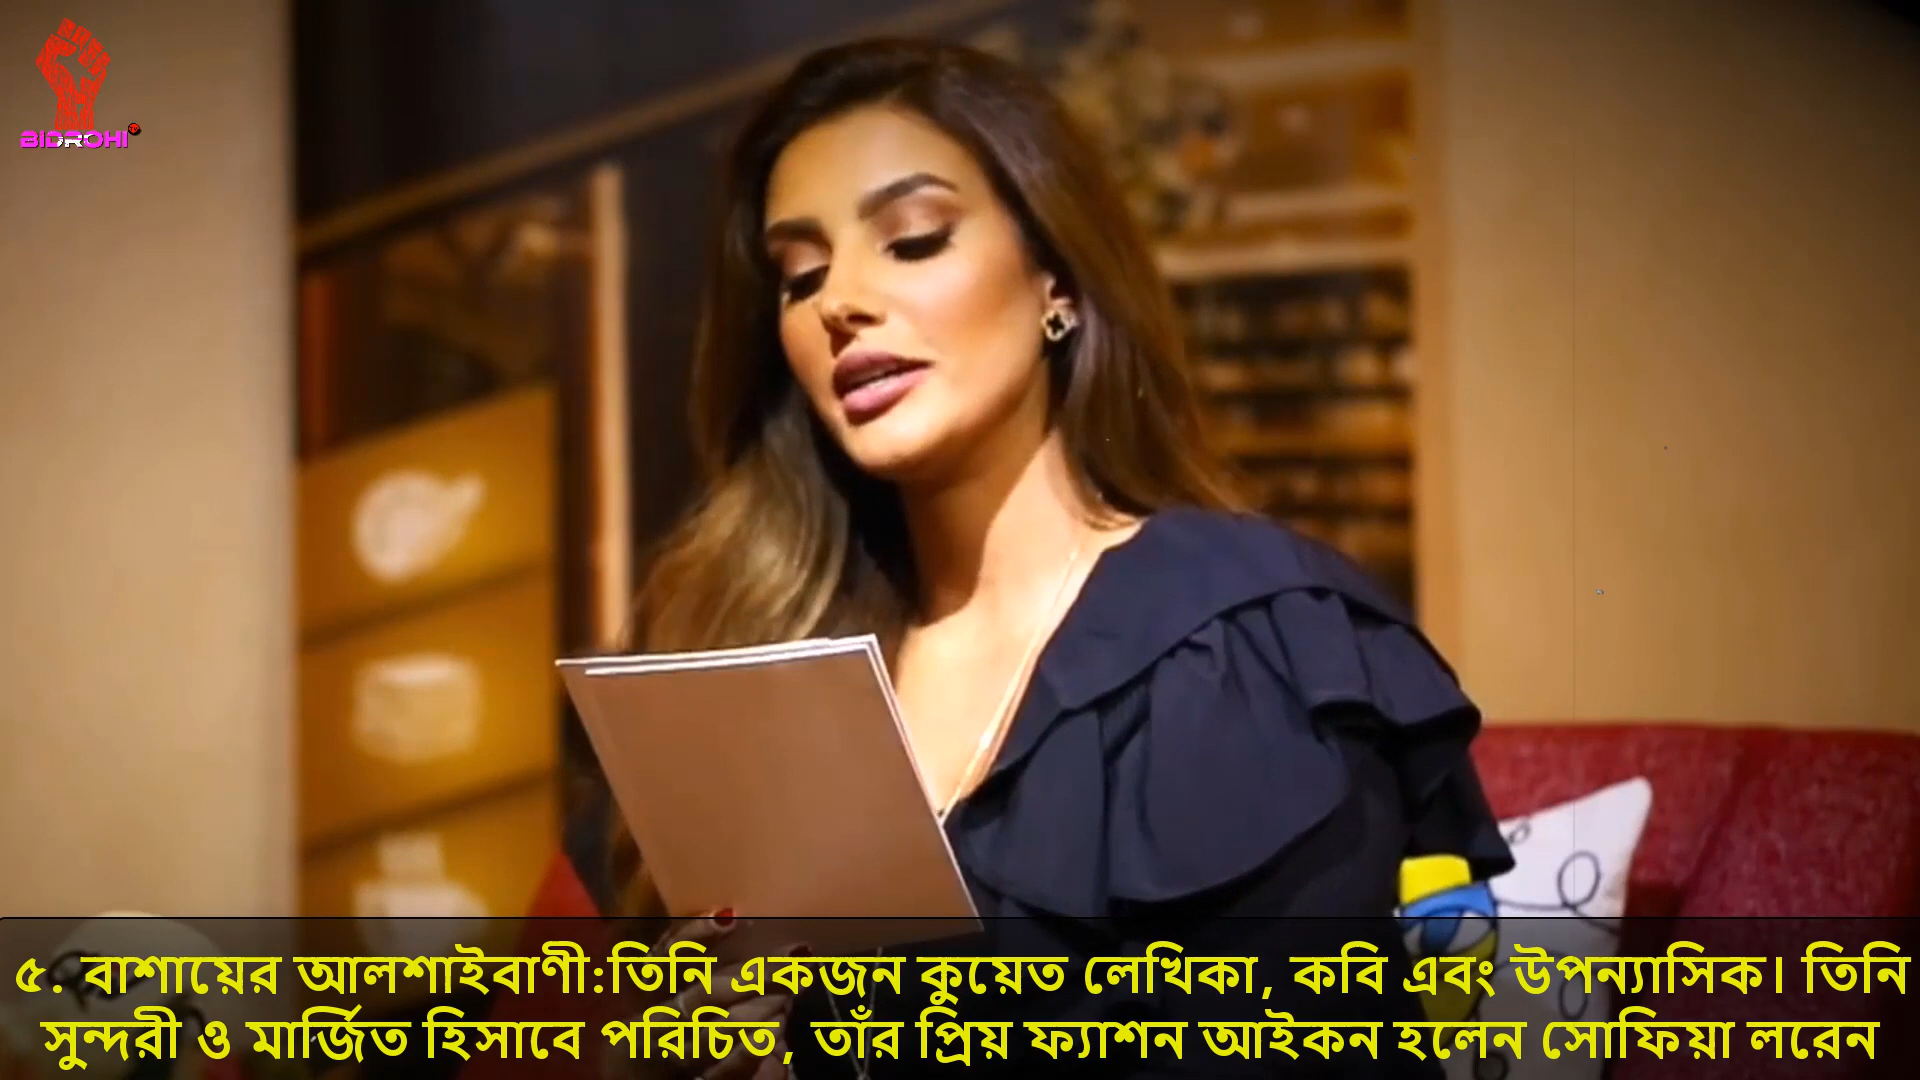 BIDROHI
৫. বাশায়ের আলশাইবাণী:তিনি একজন কুয়েত লেখিকা, কবি এবং উপন্যাসিক। তিনি
সুন্দরী ও মার্জিত হিসাবে পরিচিত, তাঁর প্রিয় ফ্যাশন আইকন হলেন সোফিয়া লরেন